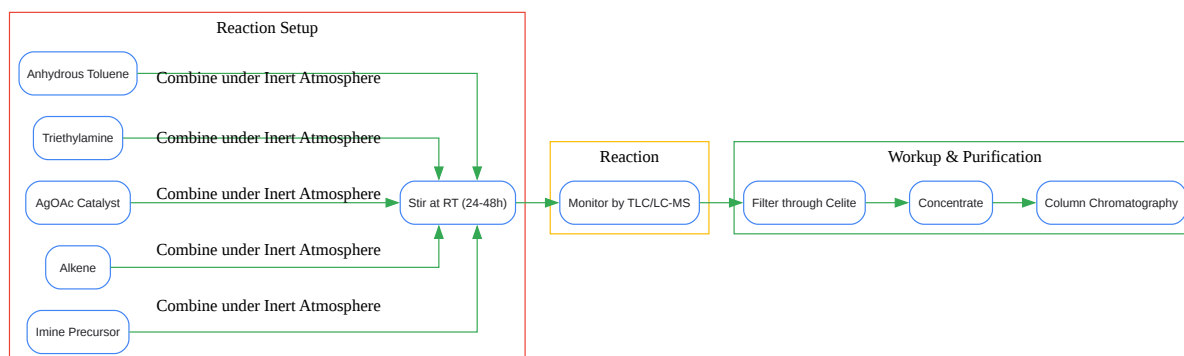 Reaction Setup
Anhydrous Toluene
Combine under Inert Atmosphere
Triethylamine
Combine under Inert Atmosphere
AgOAc Catalyst
Combine under Inert Atmosphere
Alkene
Combine under Inert Atmosphere
Imine Precursor
Combine under Inert Atmosphere
Stir at RT (24-48h)
Reaction
Monitor by TLC/LC-MS
Workup & Purification
Filter through Celite
Concentrate
Column Chromatography